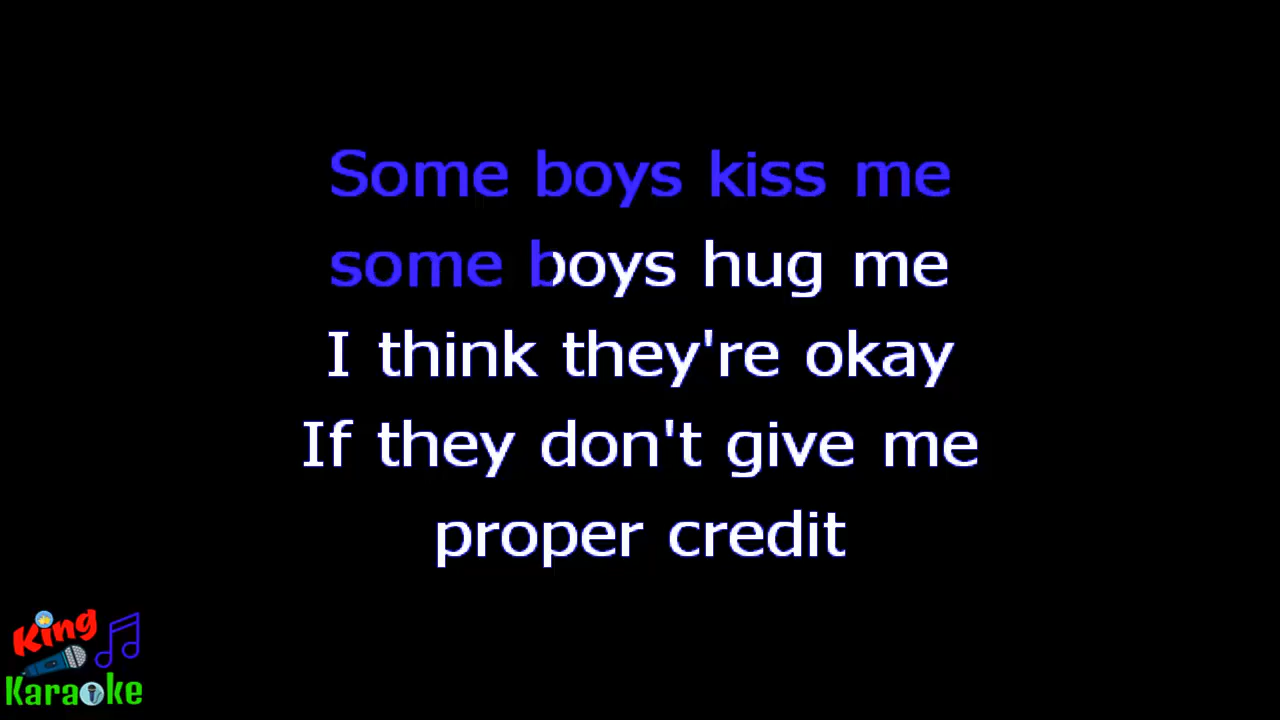 Some boys kiss me
some boys hug me
I think they're okay
If they don't give me
proper credit
King
Karaoke